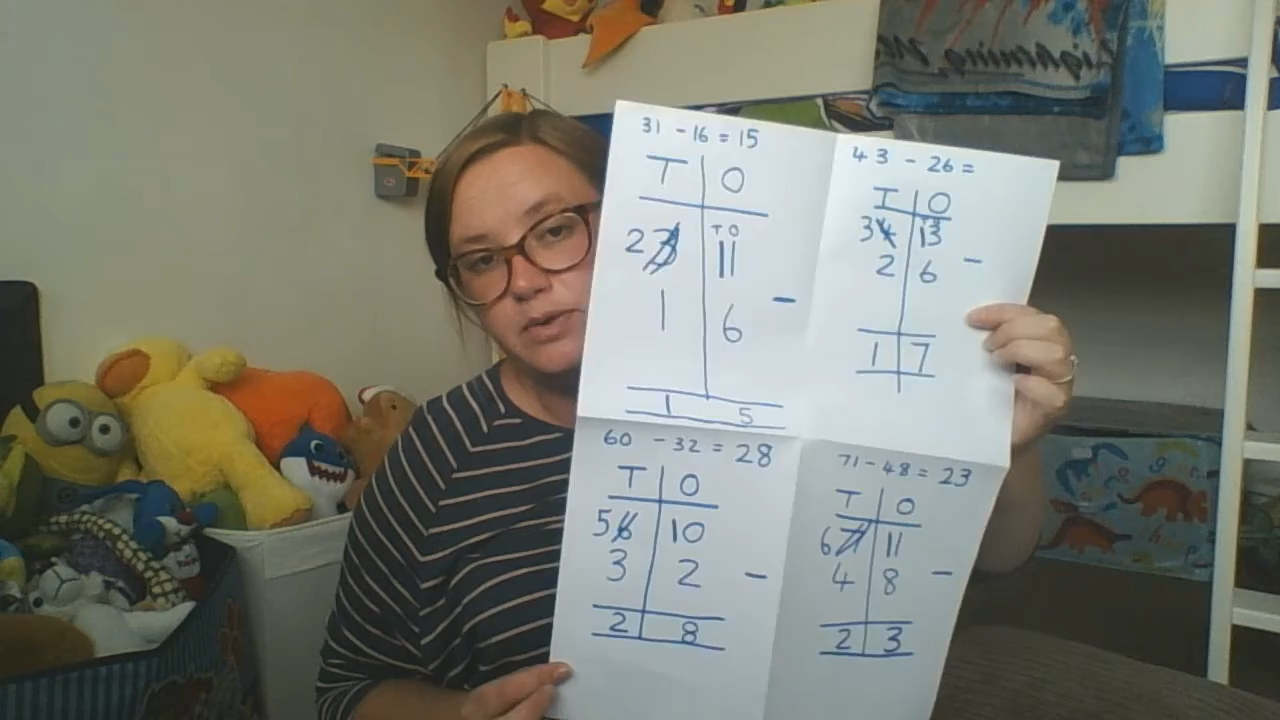 31 - 16 = 15
T O
2 3 T O 11
1 6 -
1 5
43 - 26 =
T O
3 4 13
2 6 -
1 7
60 - 32 = 28
T O
5 6 10
3 2 -
2 8
71 - 48 = 23
T O
6 7 11
4 8 -
2 3